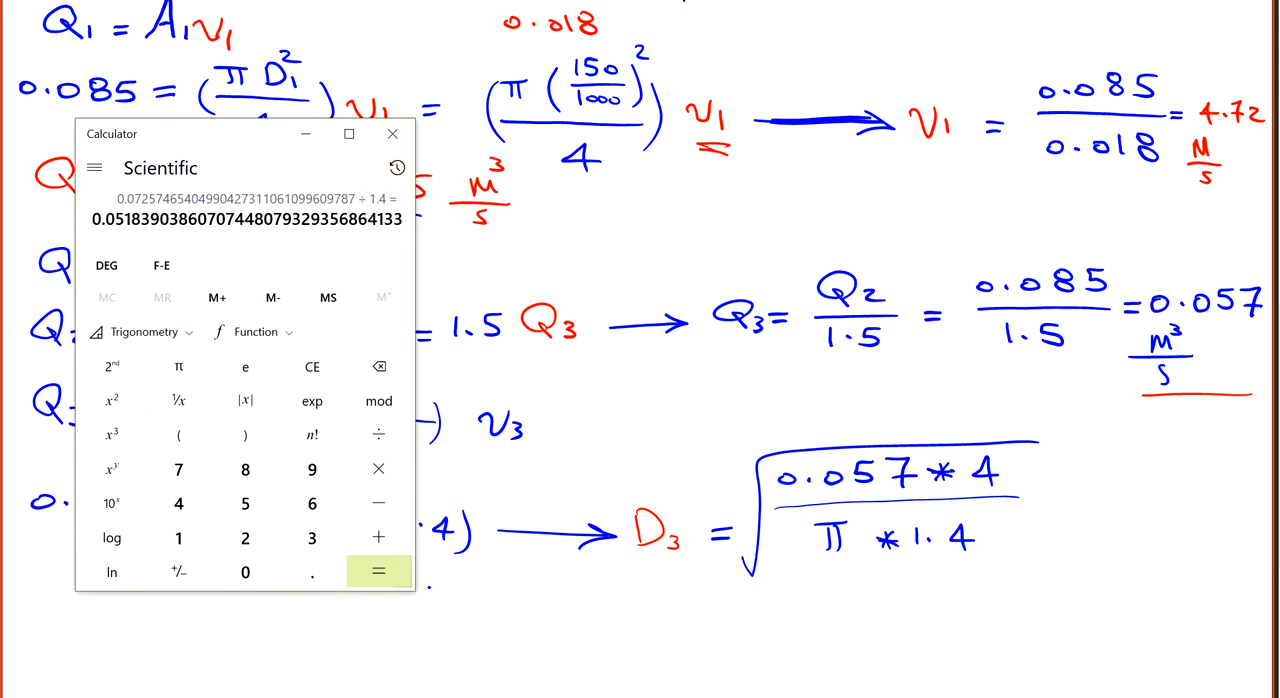 Q₁ = A₁v₁
0.018
0.085 = (π D₁² / 4) v₁ = (π (150/1000)² / 4) v₁ → v₁ = 0.085/0.018 = 4.72 M/s
M³/s
Q₃ = Q₂/1.5 = 0.085/1.5 = 0.057 M³/s
= 1.5 Q₃ →
v₃
0.
.4) → D₃ = √(0.057*4 / π*1.4)
Calculator
Scientific
0.07257465404990427311061099609787 ÷ 1.4 =
0.05183903860707448079329356864133
DEG F-E
MC MR M+ M- MS M˅
Trigonometry f Function
2ⁿᵈ π e CE ⌫
x² ¹/x |x| exp mod
x³ ( ) n! ÷
xʸ 7 8 9 ×
10ˣ 4 5 6 −
log 1 2 3 +
ln +/− 0 . =